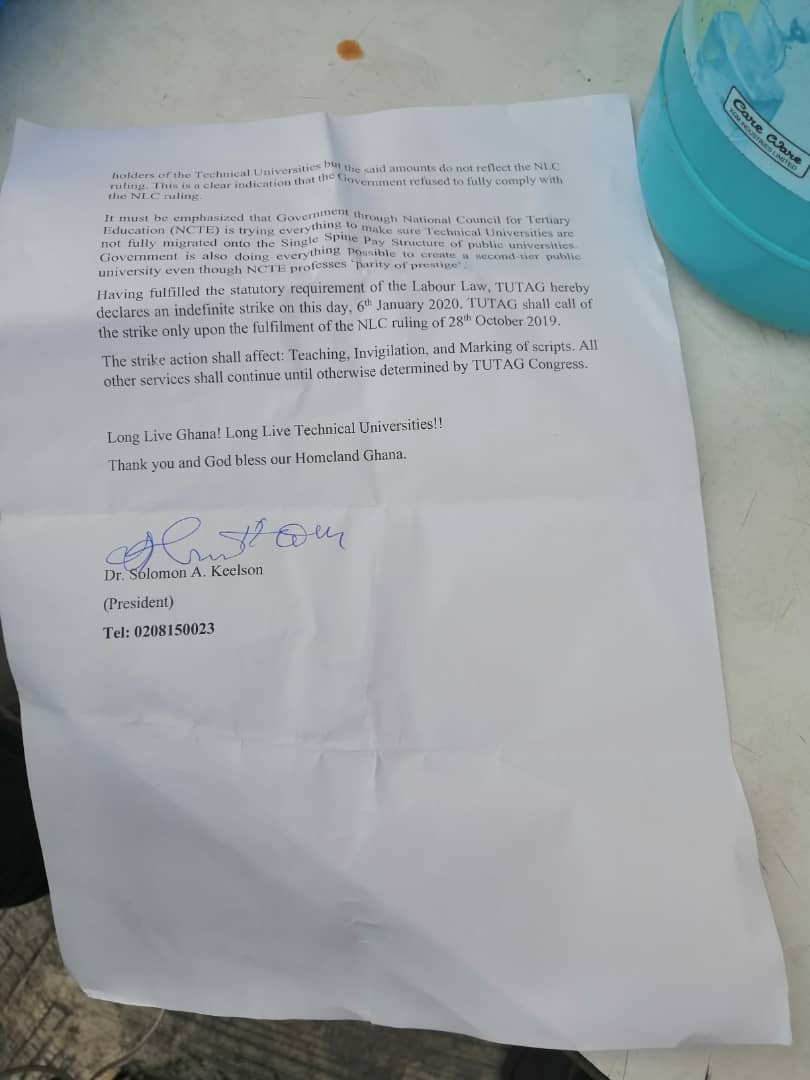 holders of the Technical Universities but the said amounts do not reflect the NLC
ruling. This is a clear indication that the Government refused to fully comply with
the NLC ruling.
It must be emphasized that Government through National Council for Tertiary
Education (NCTE) is trying everything to make sure Technical Universities are
not fully migrated onto the Single Spine Pay Structure of public universities.
Government is also doing everything possible to create a second-tier public
university even though NCTE professes 'parity of prestige'.
Having fulfilled the statutory requirement of the Labour Law, TUTAG hereby
declares an indefinite strike on this day, 6th January 2020. TUTAG shall call of
the strike only upon the fulfilment of the NLC ruling of 28th October 2019.
The strike action shall affect: Teaching, Invigilation, and Marking of scripts. All
other services shall continue until otherwise determined by TUTAG Congress.
Long Live Ghana! Long Live Technical Universities!!
Thank you and God bless our Homeland Ghana.
Dr. Solomon A. Keelson
(President)
Tel: 0208150023
Care Ware
INDUSTRIES LIMITED